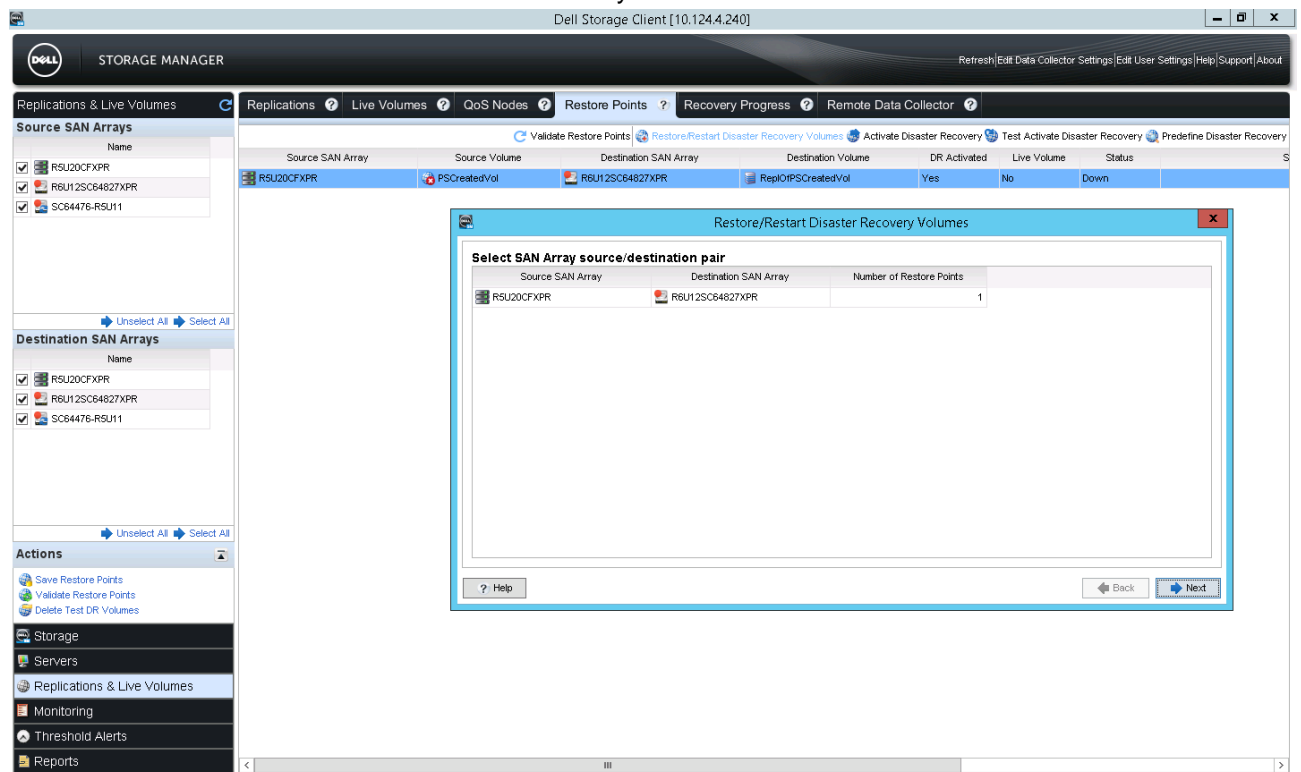 Dell Storage Client [10.124.4.240]
DELL STORAGE MANAGER
Refresh|Edit Data Collector Settings|Edit User Settings|Help|Support|About
Replications & Live Volumes
Replications ? Live Volumes ? QoS Nodes ? Restore Points ? Recovery Progress ? Remote Data Collector ?
Source SAN Arrays
Name
R5U20CFXPR
R6U12SC64827XPR
SC64476-R5U11
Unselect All Select All
Destination SAN Arrays
Name
R5U20CFXPR
R6U12SC64827XPR
SC64476-R5U11
Unselect All Select All
Actions
Save Restore Points
Validate Restore Points
Delete Test DR Volumes
Storage
Servers
Replications & Live Volumes
Monitoring
Threshold Alerts
Reports
Validate Restore Points Restore/Restart Disaster Recovery Volumes Activate Disaster Recovery Test Activate Disaster Recovery Predefine Disaster Recovery
Source SAN Array Source Volume Destination SAN Array Destination Volume DR Activated Live Volume Status S
R5U20CFXPR PSCreatedVol R6U12SC64827XPR ReplOfPSCreatedVol Yes No Down
Restore/Restart Disaster Recovery Volumes
Select SAN Array source/destination pair
Source SAN Array Destination SAN Array Number of Restore Points
R5U20CFXPR R6U12SC64827XPR 1
? Help Back Next